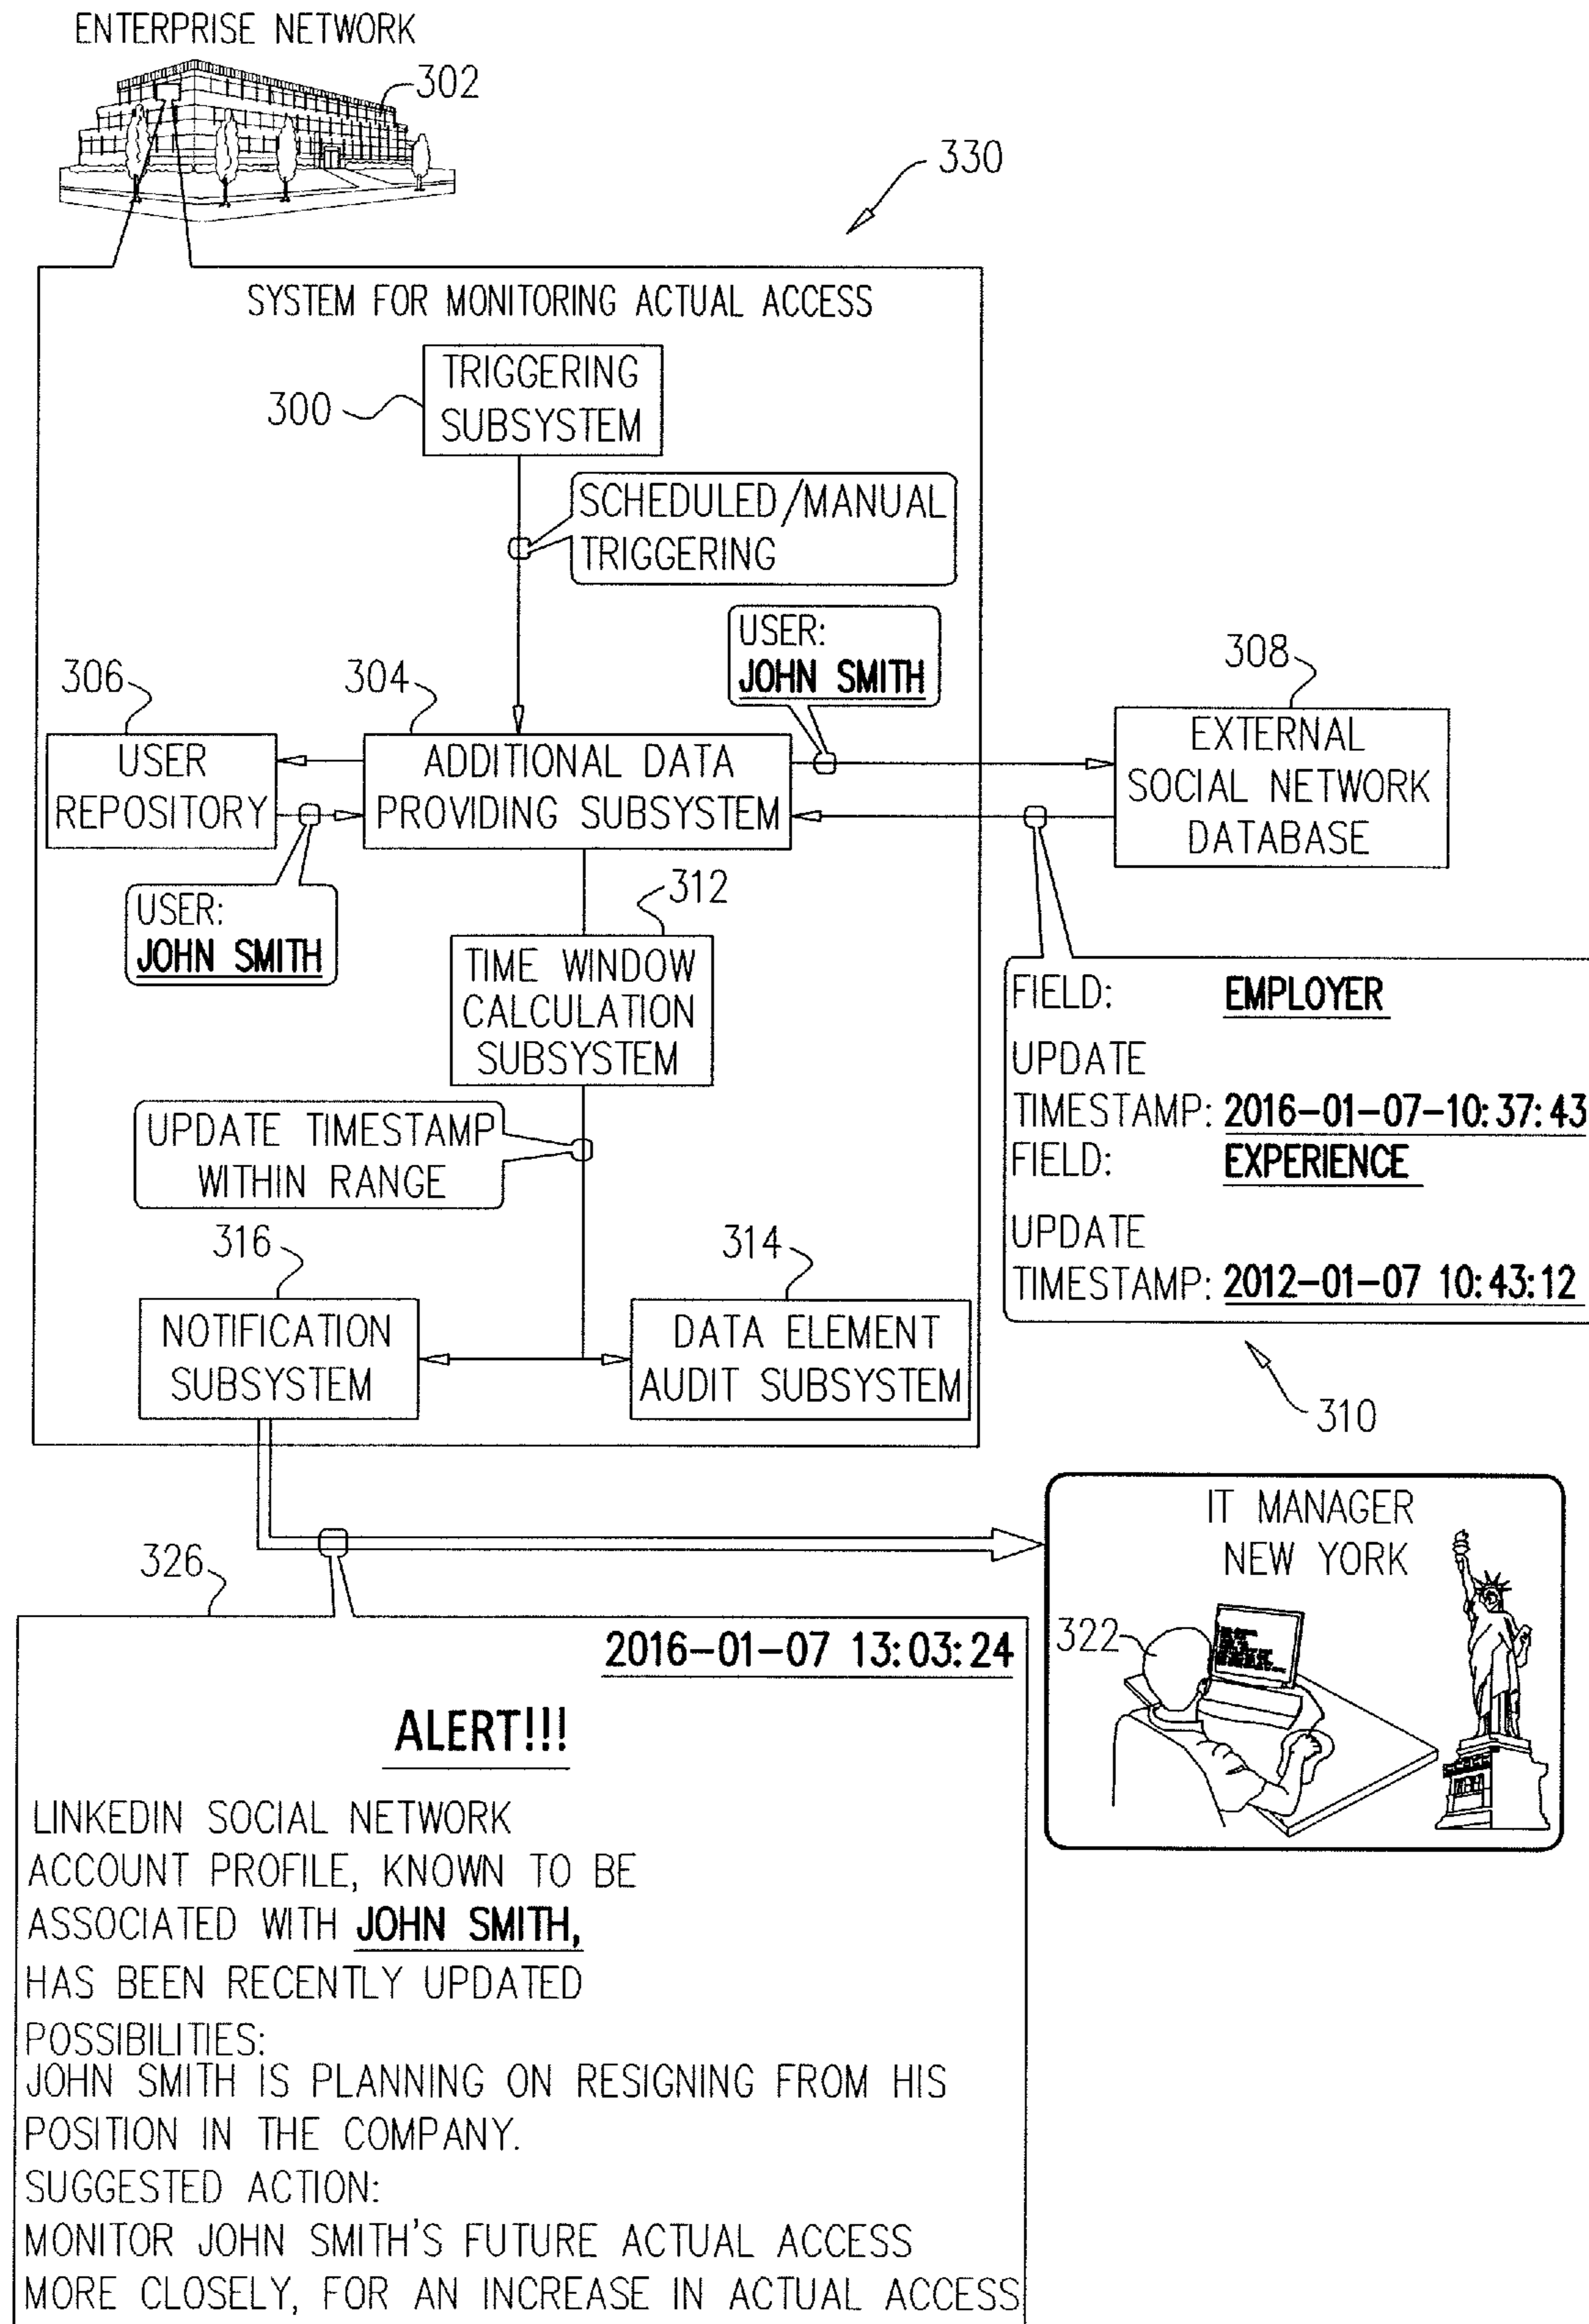 ENTERPRISE NETWORK
302
330
SYSTEM FOR MONITORING ACTUAL ACCESS
TRIGGERING
SUBSYSTEM
300
SCHEDULED/MANUAL
TRIGGERING
USER:
JOHN SMITH
306
304
308
USER
REPOSITORY
ADDITIONAL DATA
PROVIDING SUBSYSTEM
EXTERNAL
SOCIAL NETWORK
DATABASE
USER:
JOHN SMITH
312
TIME WINDOW
CALCULATION
SUBSYSTEM
FIELD: EMPLOYER
UPDATE
TIMESTAMP: 2016-01-07-10:37:43
FIELD: EXPERIENCE
UPDATE
TIMESTAMP: 2012-01-07 10:43:12
310
UPDATE TIMESTAMP
WITHIN RANGE
316
314
NOTIFICATION
SUBSYSTEM
DATA ELEMENT
AUDIT SUBSYSTEM
IT MANAGER
NEW YORK
322
326
2016-01-07 13:03:24
ALERT!!!
LINKEDIN SOCIAL NETWORK
ACCOUNT PROFILE, KNOWN TO BE
ASSOCIATED WITH JOHN SMITH,
HAS BEEN RECENTLY UPDATED
POSSIBILITIES:
JOHN SMITH IS PLANNING ON RESIGNING FROM HIS
POSITION IN THE COMPANY.
SUGGESTED ACTION:
MONITOR JOHN SMITH'S FUTURE ACTUAL ACCESS
MORE CLOSELY, FOR AN INCREASE IN ACTUAL ACCESS